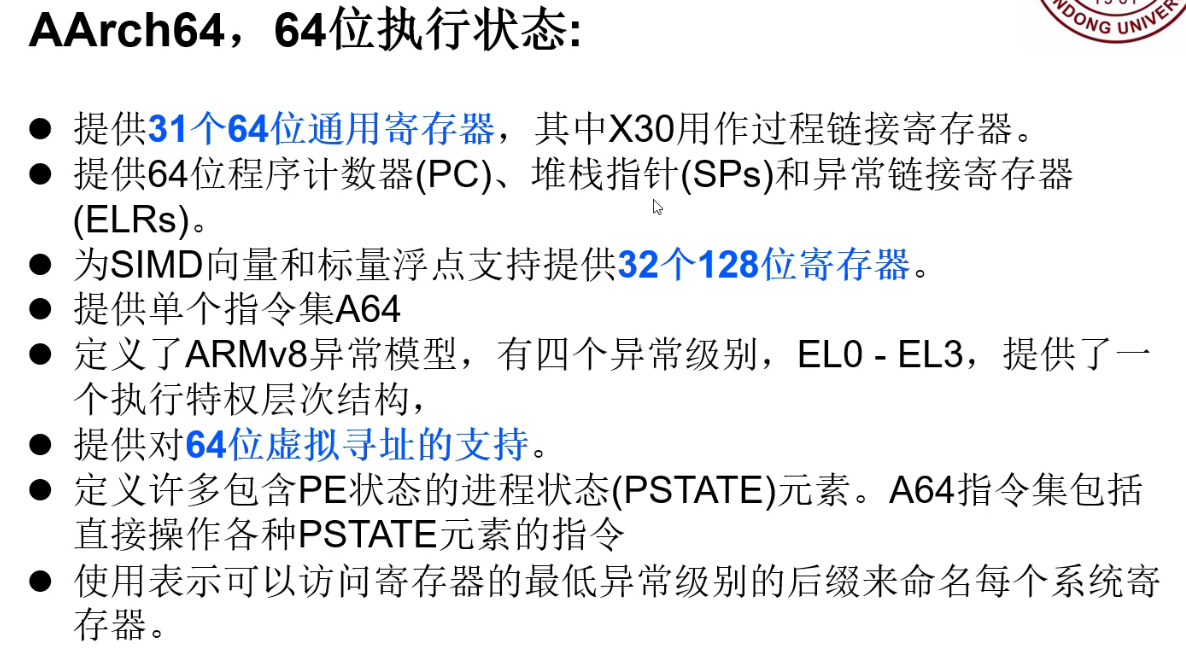 AArch64，64位执行状态:
NDONG UNIVER
1901
● 提供31个64位通用寄存器，其中X30用作过程链接寄存器。
● 提供64位程序计数器(PC)、堆栈指针(SPs)和异常链接寄存器
(ELRs)。
● 为SIMD向量和标量浮点支持提供32个128位寄存器。
● 提供单个指令集A64
● 定义了ARMv8异常模型，有四个异常级别，EL0 - EL3，提供了一
个执行特权层次结构，
● 提供对64位虚拟寻址的支持。
● 定义许多包含PE状态的进程状态(PSTATE)元素。A64指令集包括
直接操作各种PSTATE元素的指令
● 使用表示可以访问寄存器的最低异常级别的后缀来命名每个系统寄
存器。